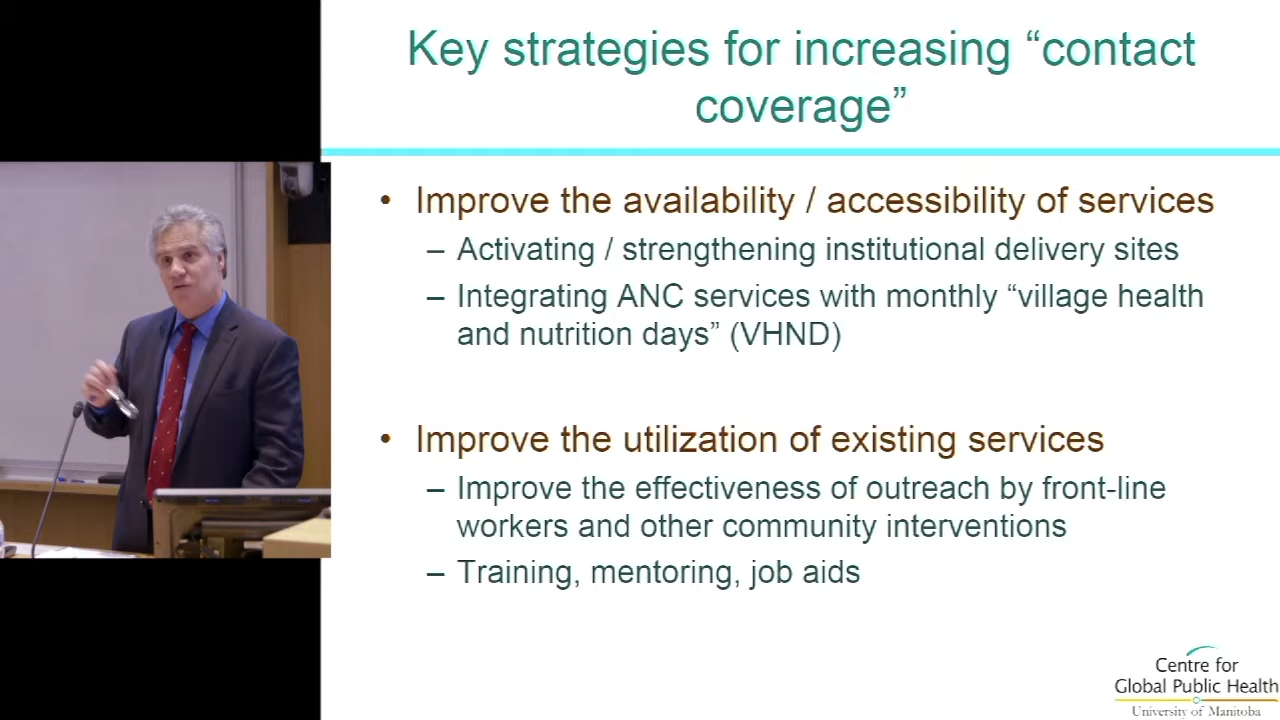 Key strategies for increasing “contact
coverage”
• Improve the availability / accessibility of services
– Activating / strengthening institutional delivery sites
– Integrating ANC services with monthly “village health
and nutrition days” (VHND)
• Improve the utilization of existing services
– Improve the effectiveness of outreach by front-line
workers and other community interventions
– Training, mentoring, job aids
Centre for
Global Public Health
University of Manitoba